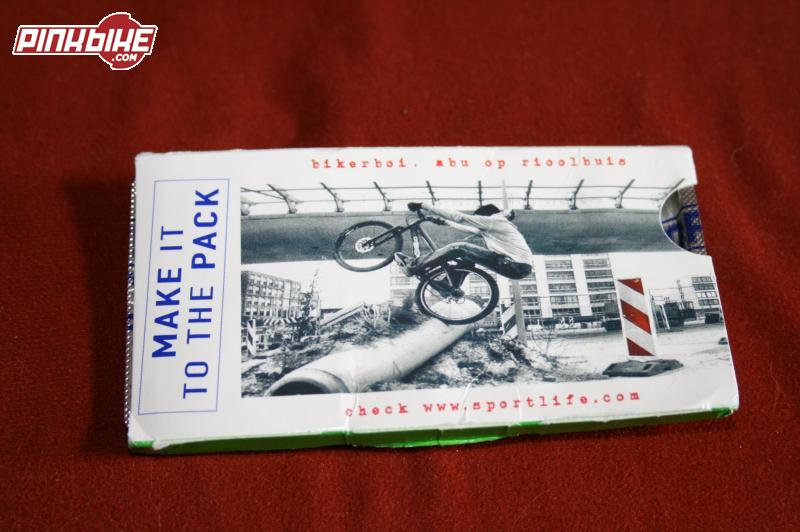 PINKBIKE
.COM
bikerboi. abu op rioolbuis
MAKE IT
TO THE PACK
check www.sportlife.com